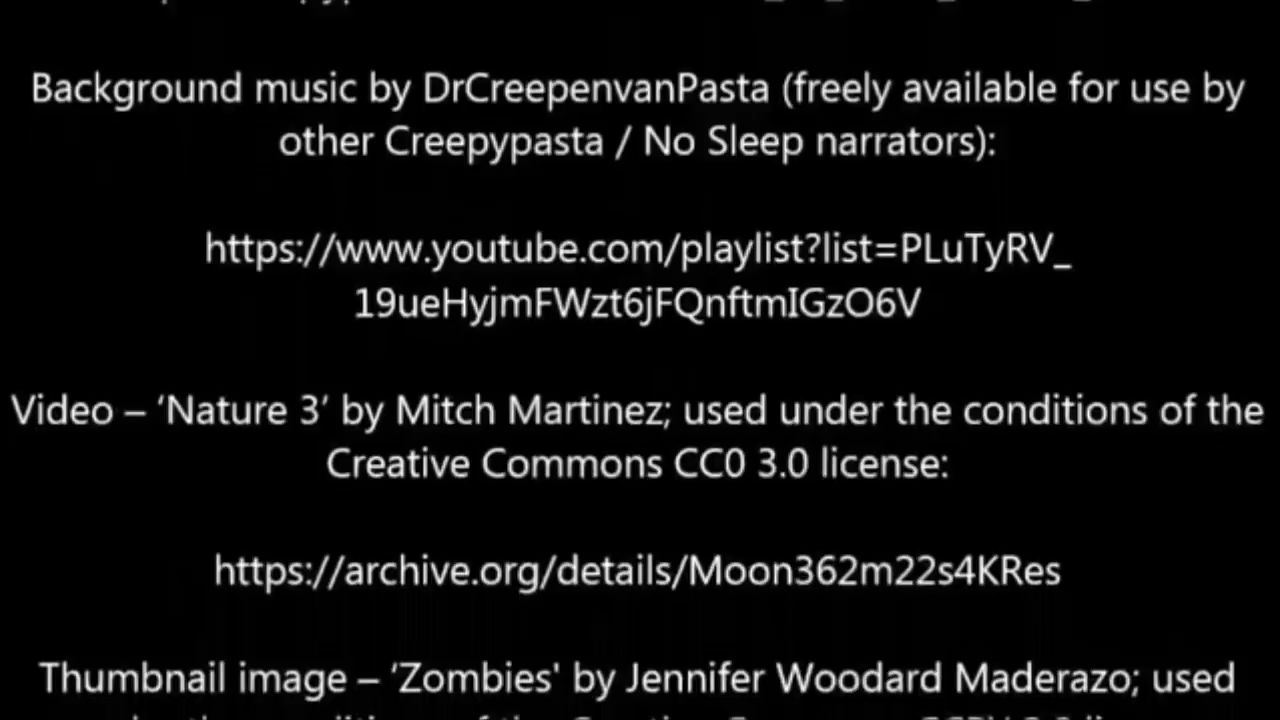 Background music by DrCreepenvanPasta (freely available for use by
other Creepypasta / No Sleep narrators):
https://www.youtube.com/playlist?list=PLuTyRV_
19ueHyjmFWzt6jFQnftmIGzO6V
Video – ‘Nature 3’ by Mitch Martinez; used under the conditions of the
Creative Commons CC0 3.0 license:
https://archive.org/details/Moon362m22s4KRes
Thumbnail image – ‘Zombies' by Jennifer Woodard Maderazo; used